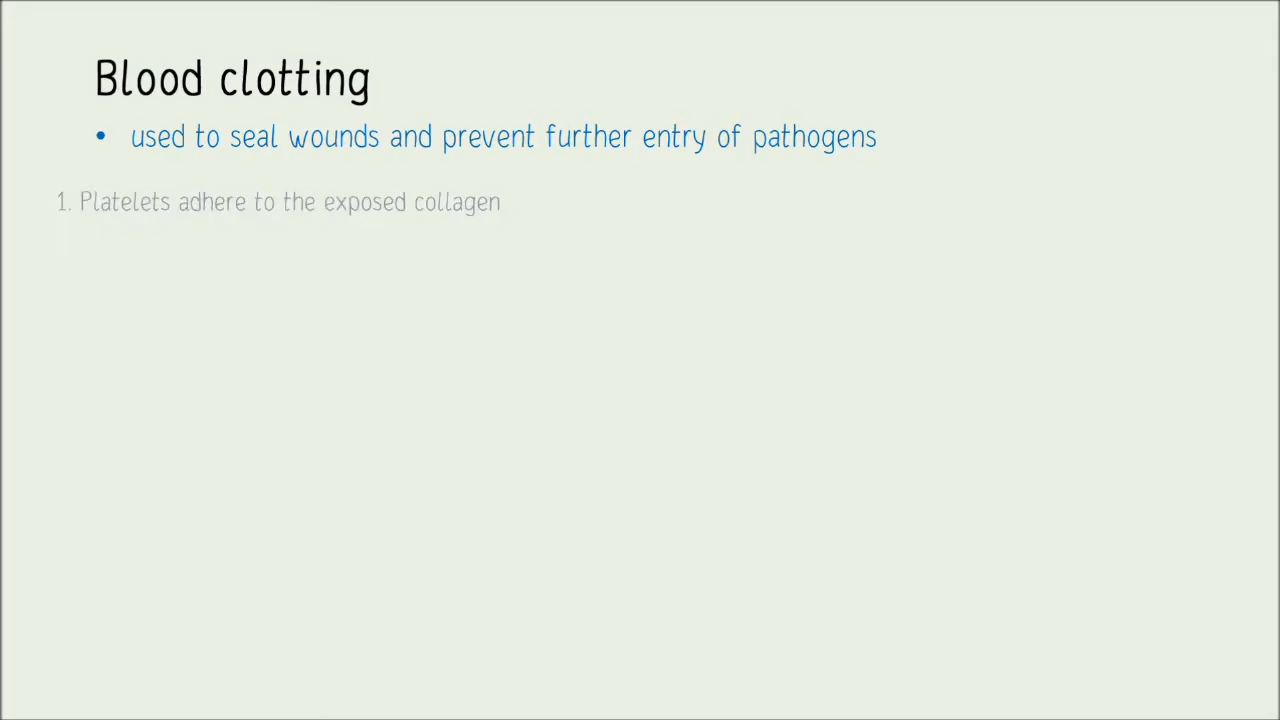 Blood clotting
• used to seal wounds and prevent further entry of pathogens
1. Platelets adhere to the exposed collagen